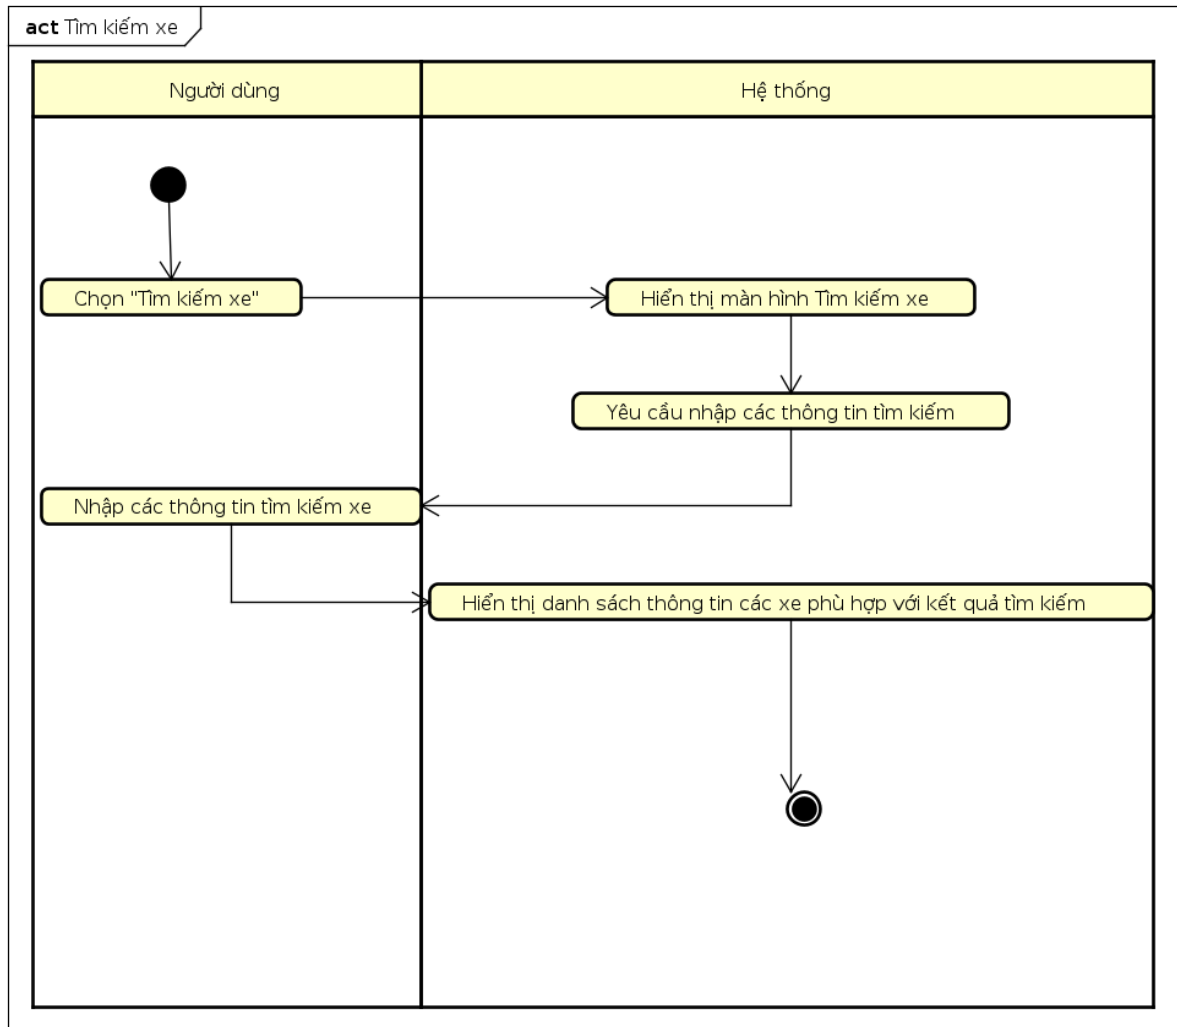 act Tìm kiếm xe
Người dùng
Hệ thống
Chọn "Tìm kiếm xe"
Hiển thị màn hình Tìm kiếm xe
Yêu cầu nhập các thông tin tìm kiếm
Nhập các thông tin tìm kiếm xe
Hiển thị danh sách thông tin các xe phù hợp với kết quả tìm kiếm